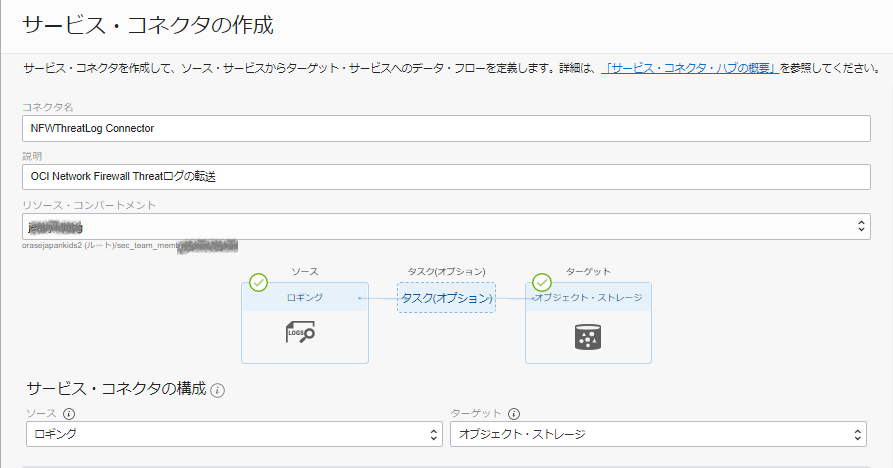 サービス・コネクタの作成
サービス・コネクタを作成して、ソース・サービスからターゲット・サービスへのデータ・フローを定義します。詳細は、「サービス・コネクタ・ハブの概要」を参照してください。
コネクタ名
NFWThreatLog Connector
説明
OCI Network Firewall Threatログの転送
リソース・コンパートメント
orasejapankids2 (ルート)/sec_team_memb
ソース
タスク(オプション)
ターゲット
ロギング
タスク(オプション)
オブジェクト・ストレージ
LOGS
サービス・コネクタの構成
ソース
ターゲット
ロギング
オブジェクト・ストレージ